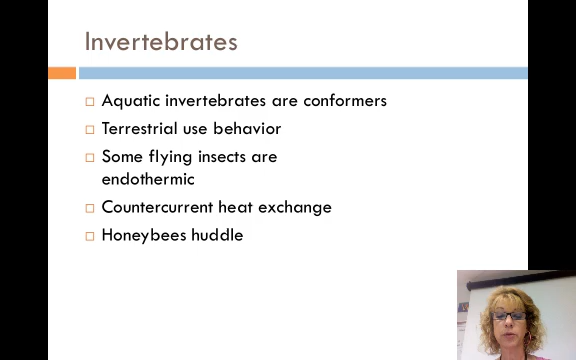 Invertebrates
Aquatic invertebrates are conformers
Terrestrial use behavior
Some flying insects are
endothermic
Countercurrent heat exchange
Honeybees huddle